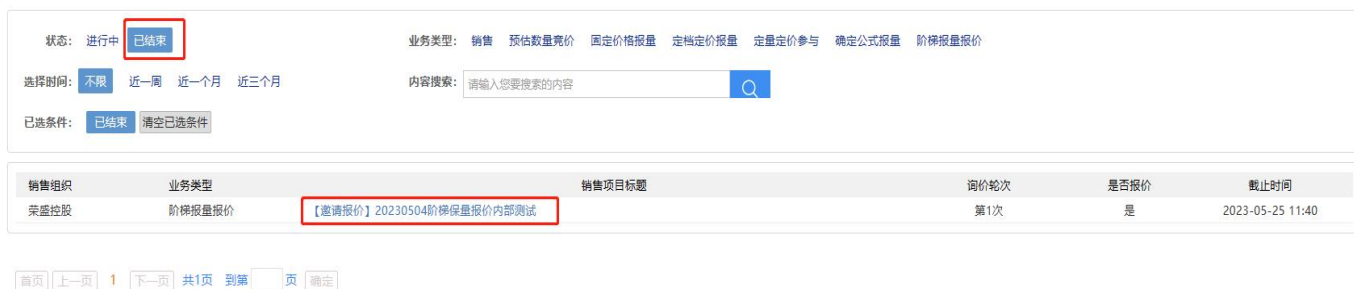 状态： 进行中 已结束 业务类型： 销售 预估数量竞价 固定价格报量 定档定价报量 定量定价参与 确定公式报量 阶梯报量报价
选择时间： 不限 近一周 近一个月 近三个月 内容搜索： 请输入您要搜索的内容
已选条件： 已结束 清空已选条件
销售组织 业务类型 销售项目标题 询价轮次 是否报价 截止时间
荣盛控股 阶梯报量报价 【邀请报价】20230504阶梯保量报价内部测试 第1次 是 2023-05-25 11:40
首页 上一页 1 下一页 共1页 到第 页 确定